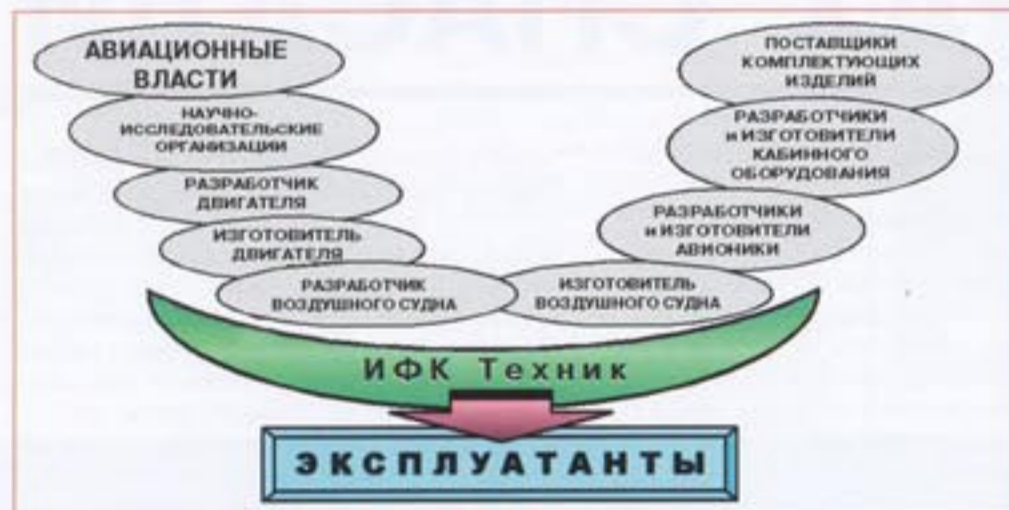 АВИАЦИОННЫЕ
ВЛАСТИ
НАУЧНО-
ИССЛЕДОВАТЕЛЬСКИЕ
ОРГАНИЗАЦИИ
РАЗРАБОТЧИК
ДВИГАТЕЛЯ
ИЗГОТОВИТЕЛЬ
ДВИГАТЕЛЯ
РАЗРАБОТЧИК
ВОЗДУШНОГО СУДНА
ПОСТАВЩИКИ
КОМПЛЕКТУЮЩИХ
ИЗДЕЛИЙ
РАЗРАБОТЧИКИ
и ИЗГОТОВИТЕЛИ
КАБИННОГО
ОБОРУДОВАНИЯ
РАЗРАБОТЧИКИ
и ИЗГОТОВИТЕЛИ
АВИОНИКИ
ИЗГОТОВИТЕЛЬ
ВОЗДУШНОГО СУДНА
ИФК Техник
ЭКСПЛУАТАНТЫ